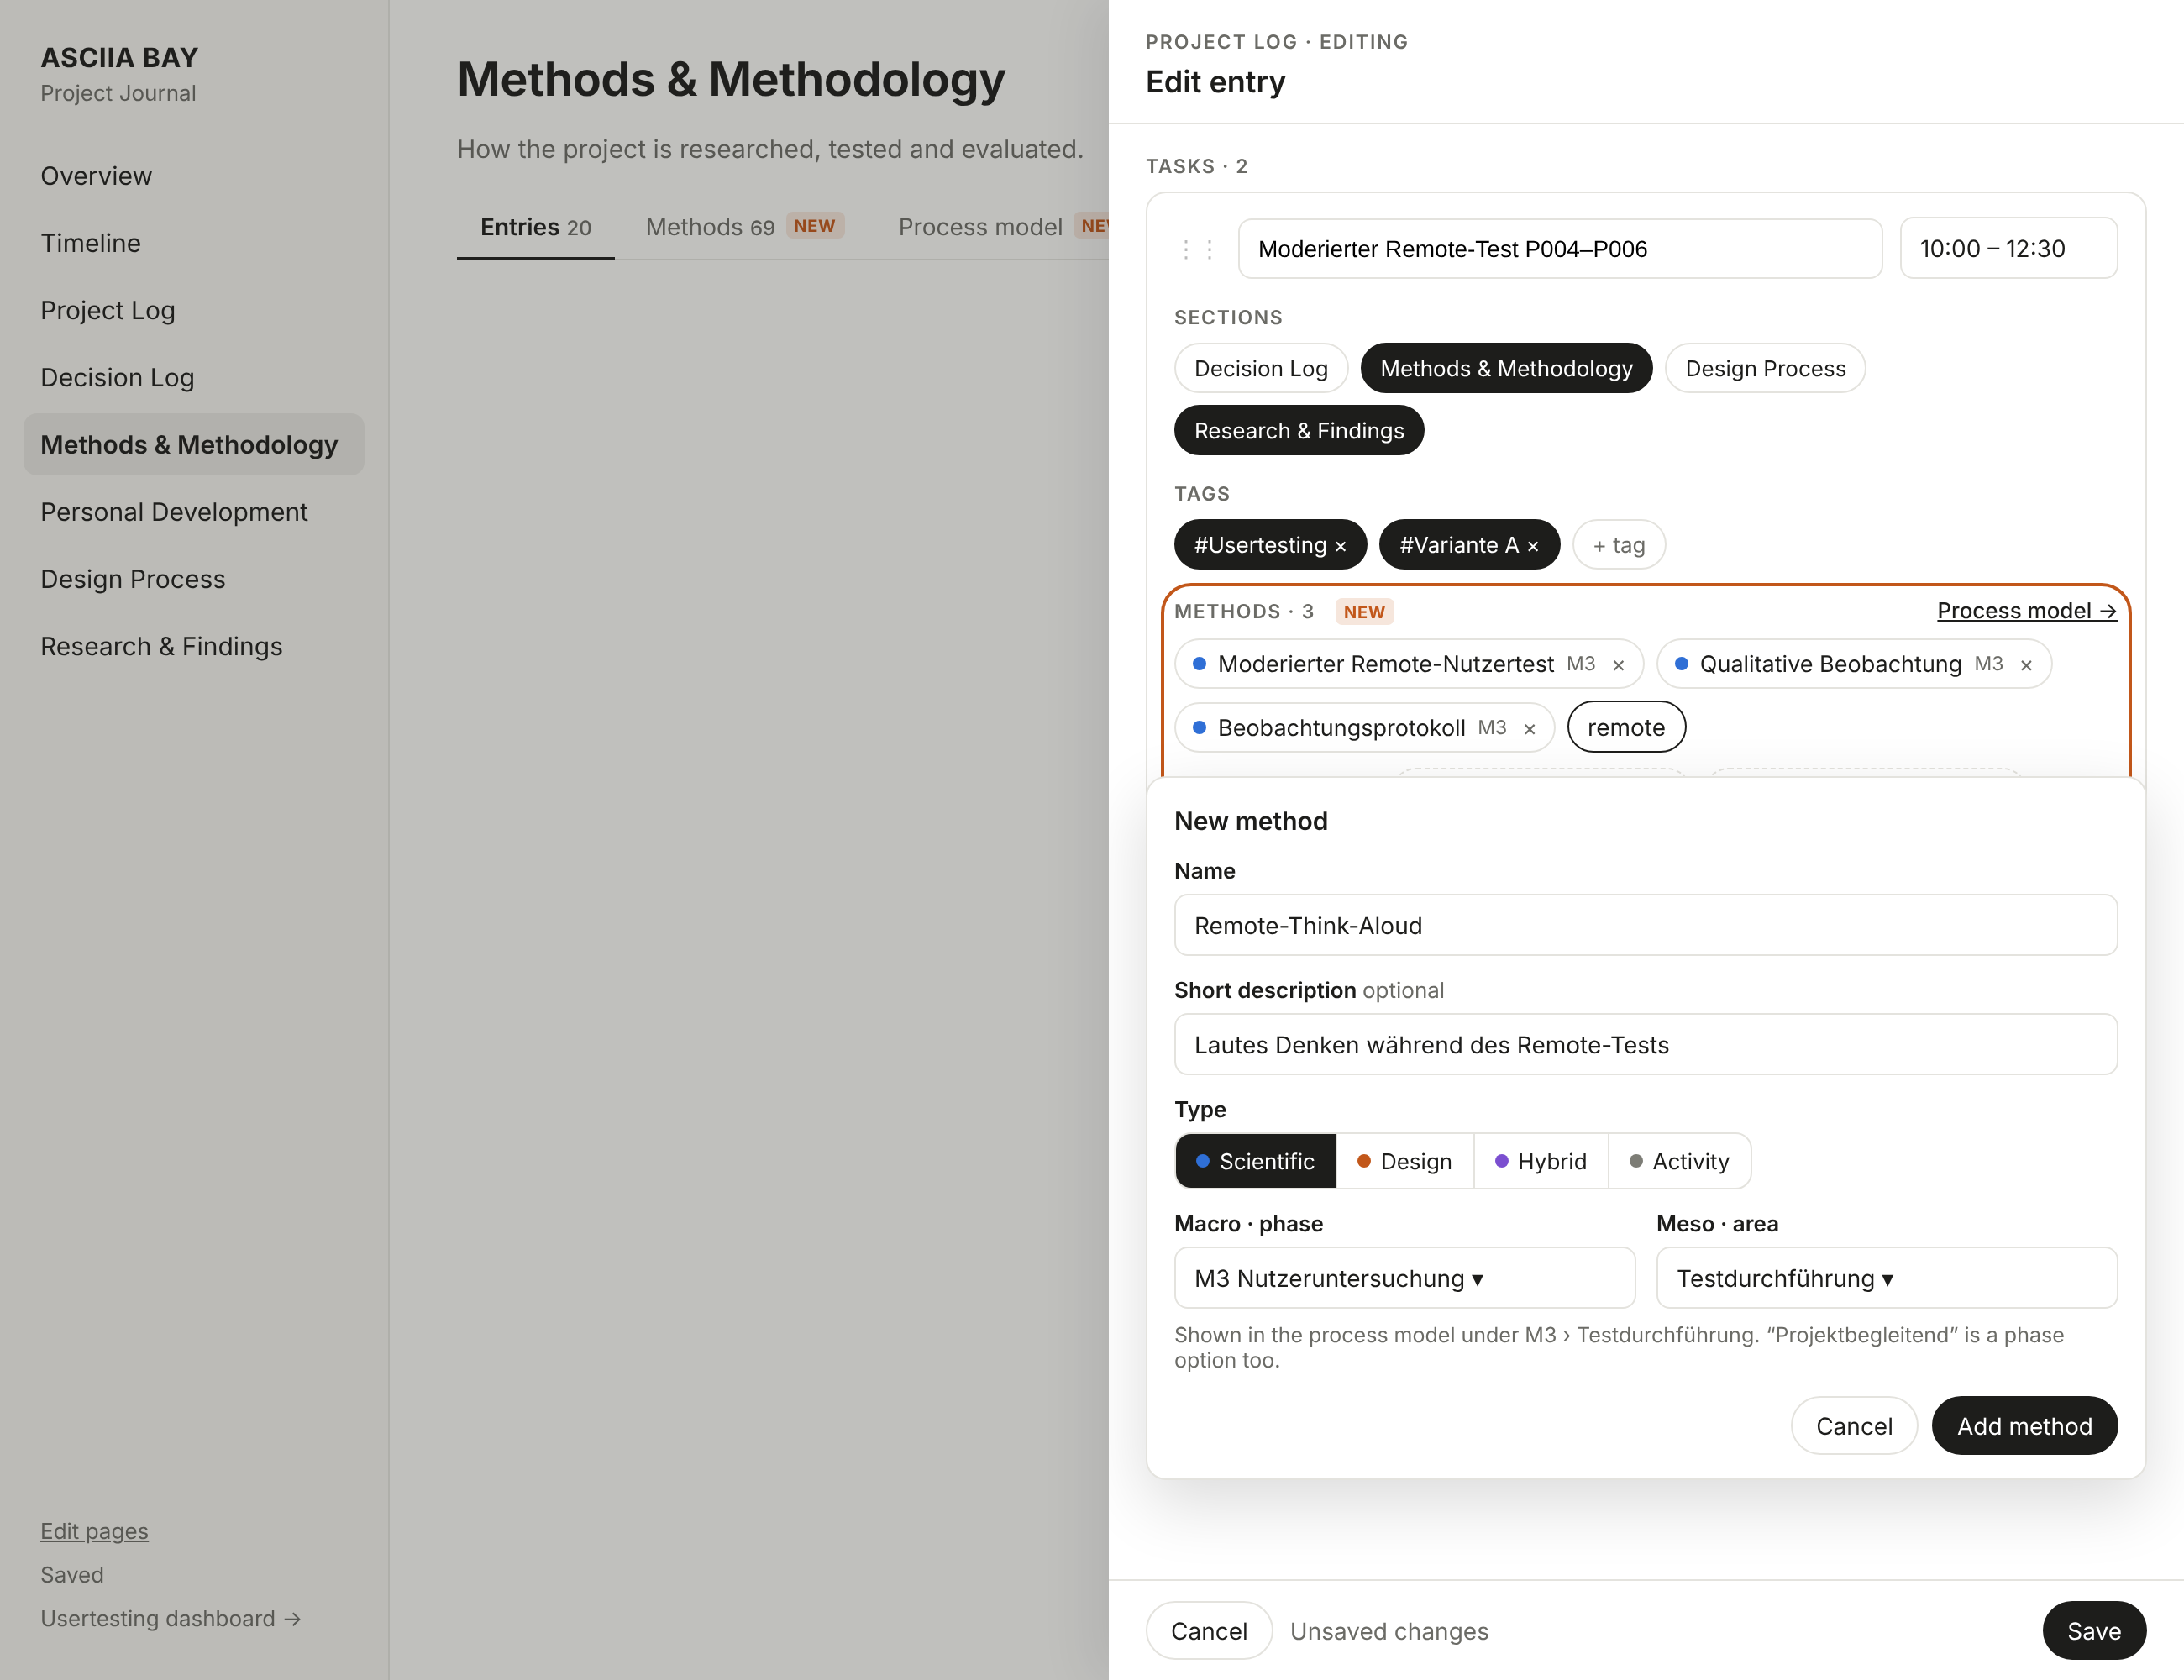 ASCIIA BAY
Project Journal
Overview
Timeline
Project Log
Decision Log
Methods & Methodology
Personal Development
Design Process
Research & Findings
Edit pages
Saved
Usertesting dashboard →
Methods & Methodology
How the project is researched, tested and evaluated.
Entries 20 Methods 69 NEW Process model
PROJECT LOG · EDITING
Edit entry
TASKS · 2
Moderierter Remote-Test P004–P006 10:00 – 12:30
SECTIONS
Decision Log Methods & Methodology Design Process
Research & Findings
TAGS
#Usertesting × #Variante A × + tag
METHODS · 3 NEW Process model →
Moderierter Remote-Nutzertest M3 × Qualitative Beobachtung M3 ×
Beobachtungsprotokoll M3 × remote
New method
Name
Remote-Think-Aloud
Short description optional
Lautes Denken während des Remote-Tests
Type
Scientific Design Hybrid Activity
Macro · phase Meso · area
M3 Nutzeruntersuchung ▾ Testdurchführung ▾
Shown in the process model under M3 › Testdurchführung. “Projektbegleitend” is a phase
option too.
Cancel Add method
Cancel Unsaved changes Save